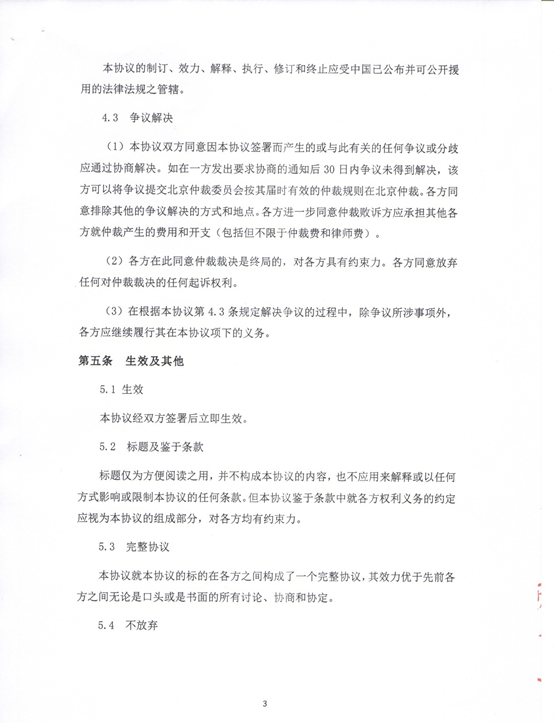 本协议的制订、效力、解释、执行、修订和终止应受中国已公布并可公开援
用的法律法规之管辖。
4.3 争议解决
（1）本协议双方同意因本协议签署而产生的或与此有关的任何争议或分歧
应通过协商解决。如在一方发出要求协商的通知后 30 日内争议未得到解决，该
方可以将争议提交北京仲裁委员会按其届时有效的仲裁规则在北京仲裁。各方同
意排除其他的争议解决的方式和地点。各方进一步同意仲裁败诉方应承担其他各
方就仲裁产生的费用和开支（包括但不限于仲裁费和律师费）。
（2）各方在此同意仲裁裁决是终局的，对各方具有约束力。各方同意放弃
任何对仲裁裁决的任何起诉权利。
（3）在根据本协议第 4.3 条规定解决争议的过程中，除争议所涉事项外，
各方应继续履行其在本协议项下的义务。
第五条 生效及其他
5.1 生效
本协议经双方签署后立即生效。
5.2 标题及鉴于条款
标题仅为方便阅读之用，并不构成本协议的内容，也不应用来解释或以任何
方式影响或限制本协议的任何条款。但本协议鉴于条款中就各方权利义务的约定
应视为本协议的组成部分，对各方均有约束力。
5.3 完整协议
本协议就本协议的标的在各方之间构成了一个完整协议，其效力优于先前各
方之间无论是口头或是书面的所有讨论、协商和协定。
5.4 不放弃
3